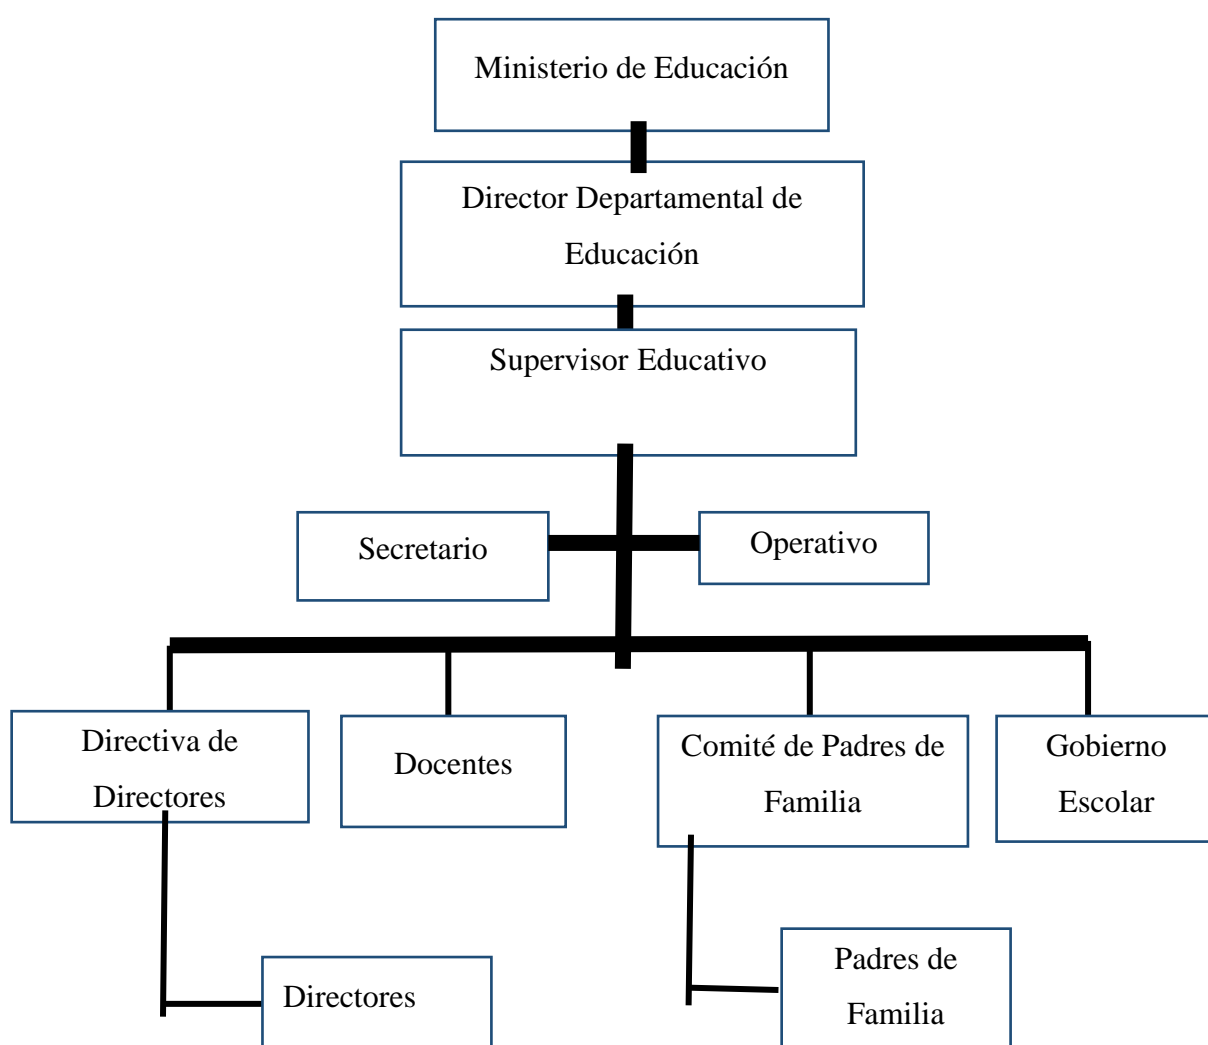 Ministerio de Educación
Director Departamental de
Educación
Supervisor Educativo
Secretario
Operativo
Directiva de
Directores
Docentes
Comité de Padres de
Familia
Gobierno
Escolar
Directores
Padres de
Familia